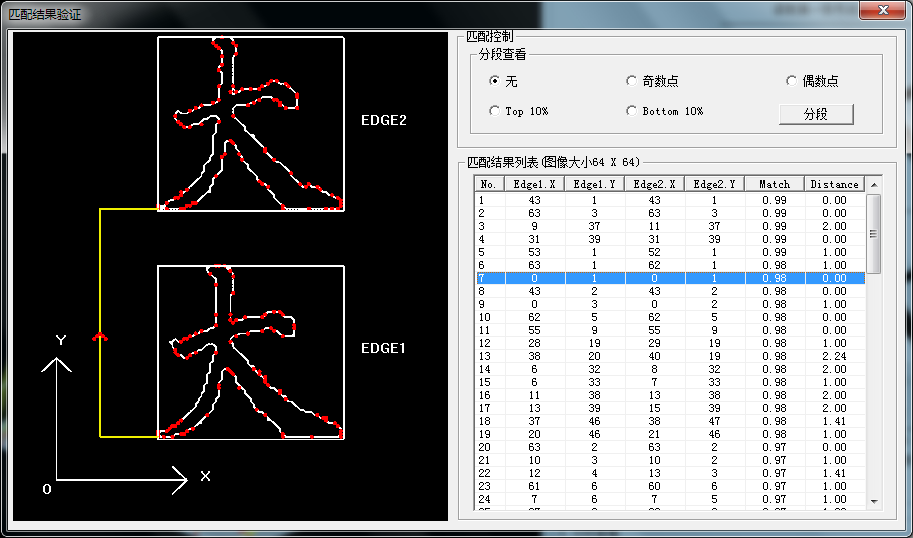 匹配结果验证
匹配控制
分段查看
无 奇数点 偶数点
Top 10% Bottom 10% 分段
EDGE2
EDGE1
Y
X
O
匹配结果列表(图像大小64 X 64)
No. Edge1.X Edge1.Y Edge2.X Edge2.Y Match Distance
1 43 1 43 1 0.99 0.00
2 63 3 63 3 0.99 0.00
3 9 37 11 37 0.99 2.00
4 31 39 31 39 0.99 0.00
5 53 1 52 1 0.98 1.00
6 63 1 62 1 0.98 1.00
7 0 1 0 1 0.98 0.00
8 43 2 43 2 0.98 0.00
9 0 3 0 2 0.98 1.00
10 62 5 62 5 0.98 0.00
11 55 9 55 9 0.98 0.00
12 28 19 29 19 0.98 1.00
13 38 20 40 19 0.98 2.24
14 6 32 8 32 0.98 2.00
15 6 33 7 33 0.98 1.00
16 11 38 13 38 0.98 2.00
17 13 39 15 39 0.98 2.00
18 37 46 38 47 0.98 1.41
19 20 46 21 46 0.98 1.00
20 63 2 63 2 0.97 0.00
21 10 3 10 2 0.97 1.00
22 12 4 13 3 0.97 1.41
23 61 6 60 6 0.97 1.00
24 7 6 7 5 0.97 1.00